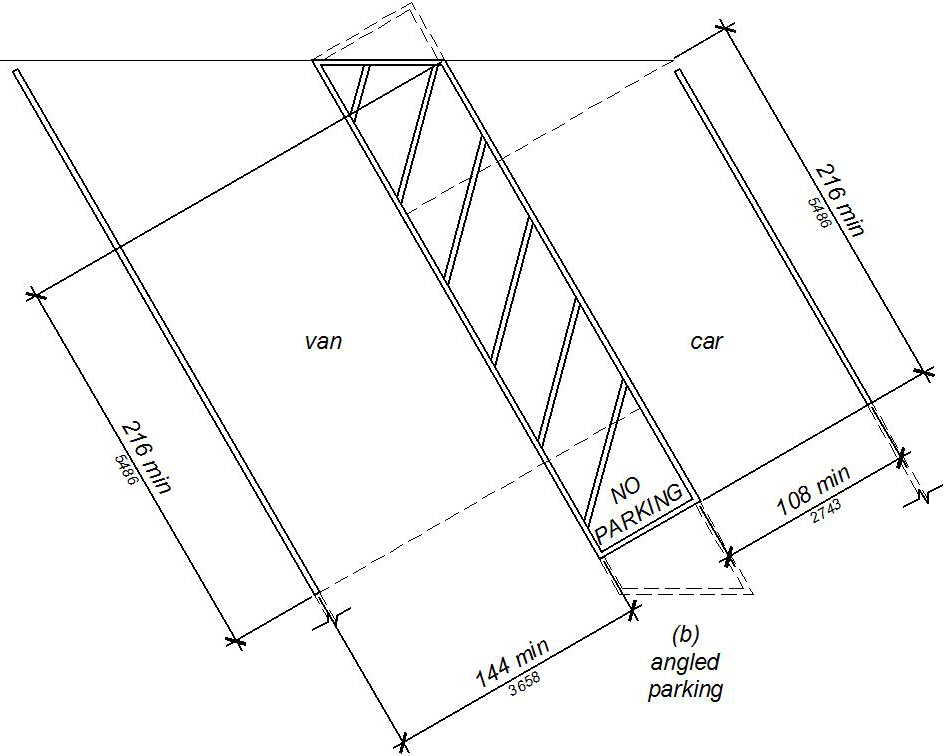 216 min
5486
van
car
216 min
5486
NO
PARKING
108 min
2743
144 min
3658
(b)
angled
parking